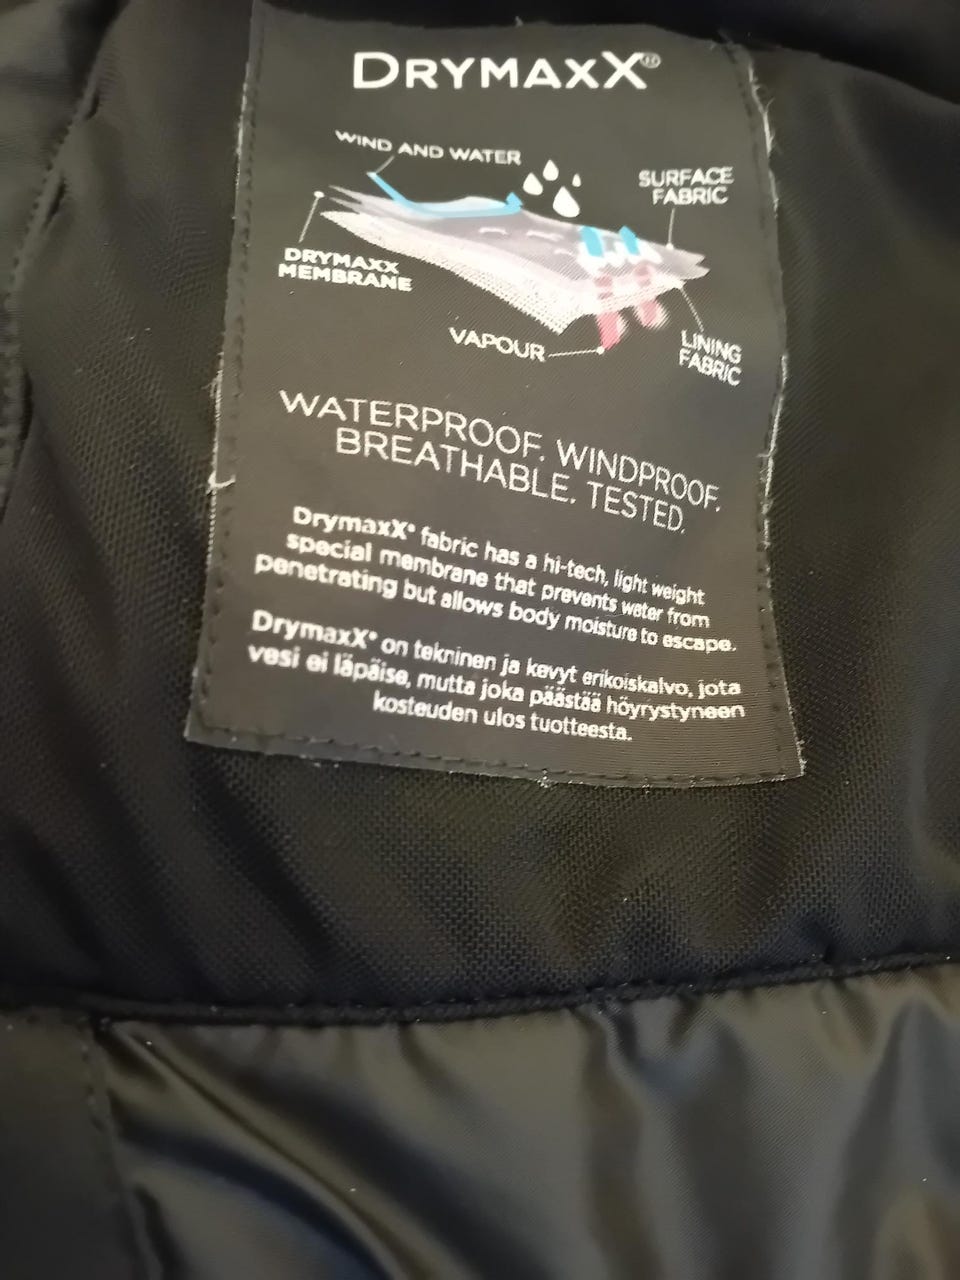 DRYMAXX®
WIND AND WATER
SURFACE
FABRIC
DRYMAXX
MEMBRANE
VAPOUR
LINING
FABRIC
WATERPROOF. WINDPROOF.
BREATHABLE. TESTED.
DrymaxX® fabric has a hi-tech, light weight
special membrane that prevents water from
penetrating but allows body moisture to escape.
DrymaxX® on tekninen ja kevyt erikoiskalvo, jota
vesi ei läpäise, mutta joka päästää höyrystyneen
kosteuden ulos tuotteesta.